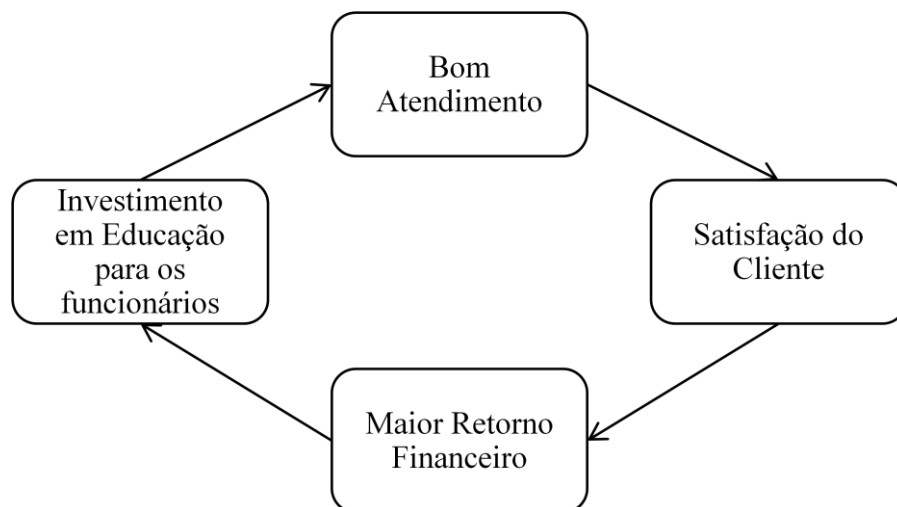 Bom
Atendimento
Investimento
em Educação
para os
funcionários
Satisfação do
Cliente
Maior Retorno
Financeiro